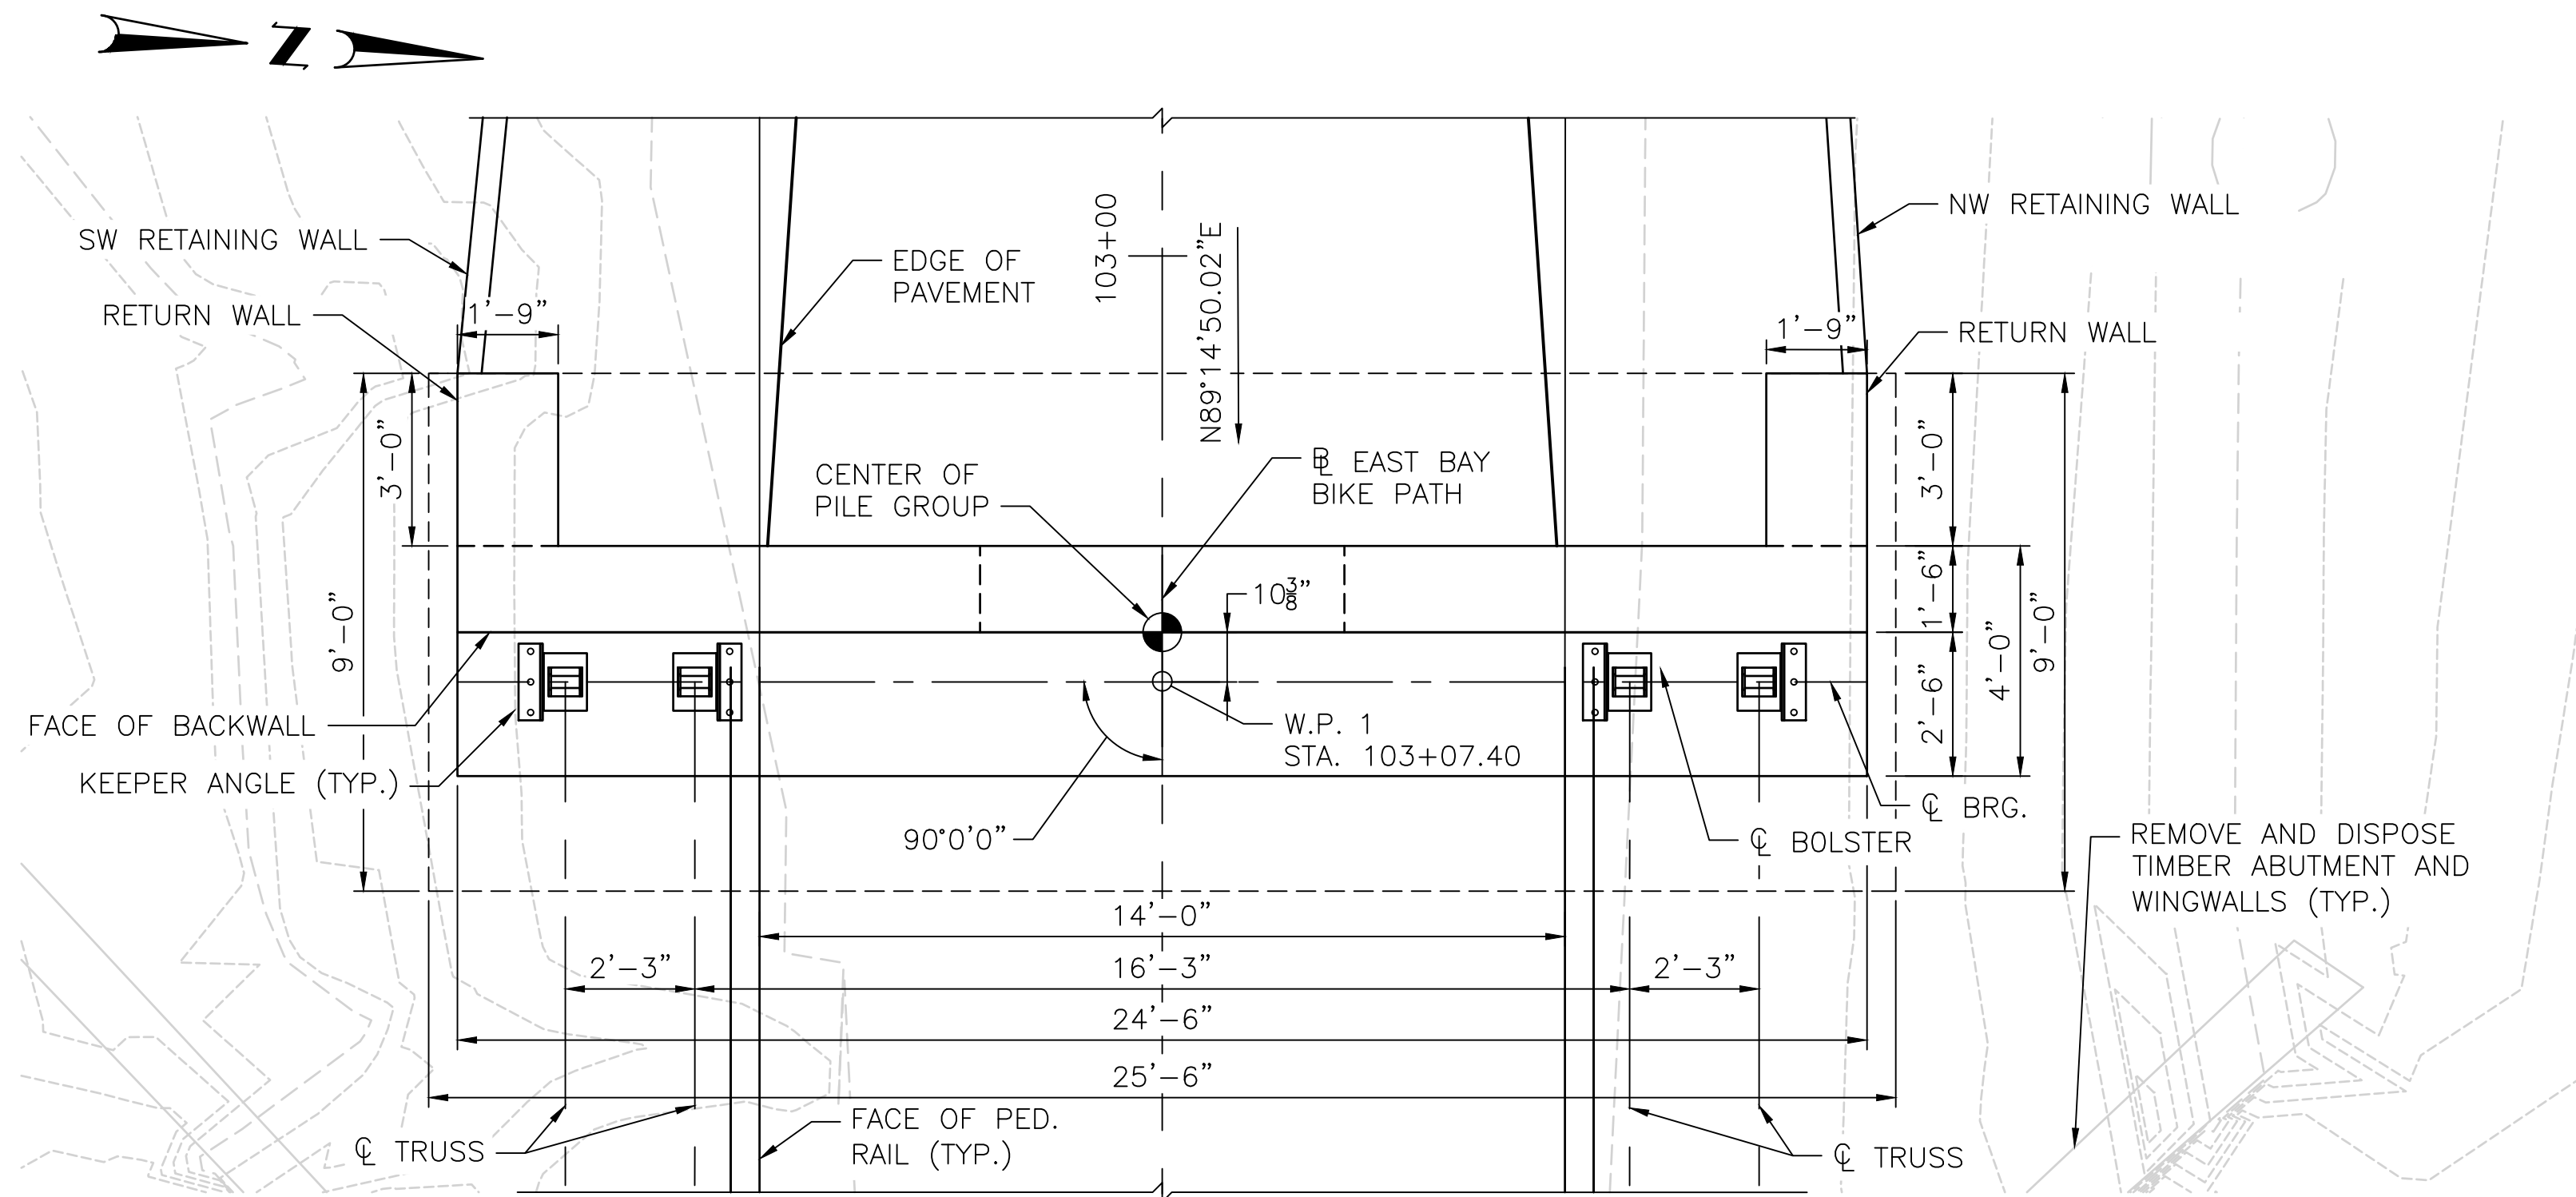 N
NW RETAINING WALL
SW RETAINING WALL
EDGE OF
PAVEMENT
103+00
N89°14'50.02"E
1'-9"
RETURN WALL
1'-9"
RETURN WALL
3'-0"
3'-0"
CENTER OF
PILE GROUP
℄ EAST BAY
BIKE PATH
10 3/8"
1'-6"
9'-0"
4'-0"
9'-0"
2'-6"
FACE OF BACKWALL
W.P. 1
STA. 103+07.40
KEEPER ANGLE (TYP.)
℄ BRG.
90°0'0"
℄ BOLSTER
REMOVE AND DISPOSE
TIMBER ABUTMENT AND
WINGWALLS (TYP.)
14'-0"
2'-3"
16'-3"
2'-3"
24'-6"
25'-6"
FACE OF PED.
RAIL (TYP.)
℄ TRUSS
℄ TRUSS